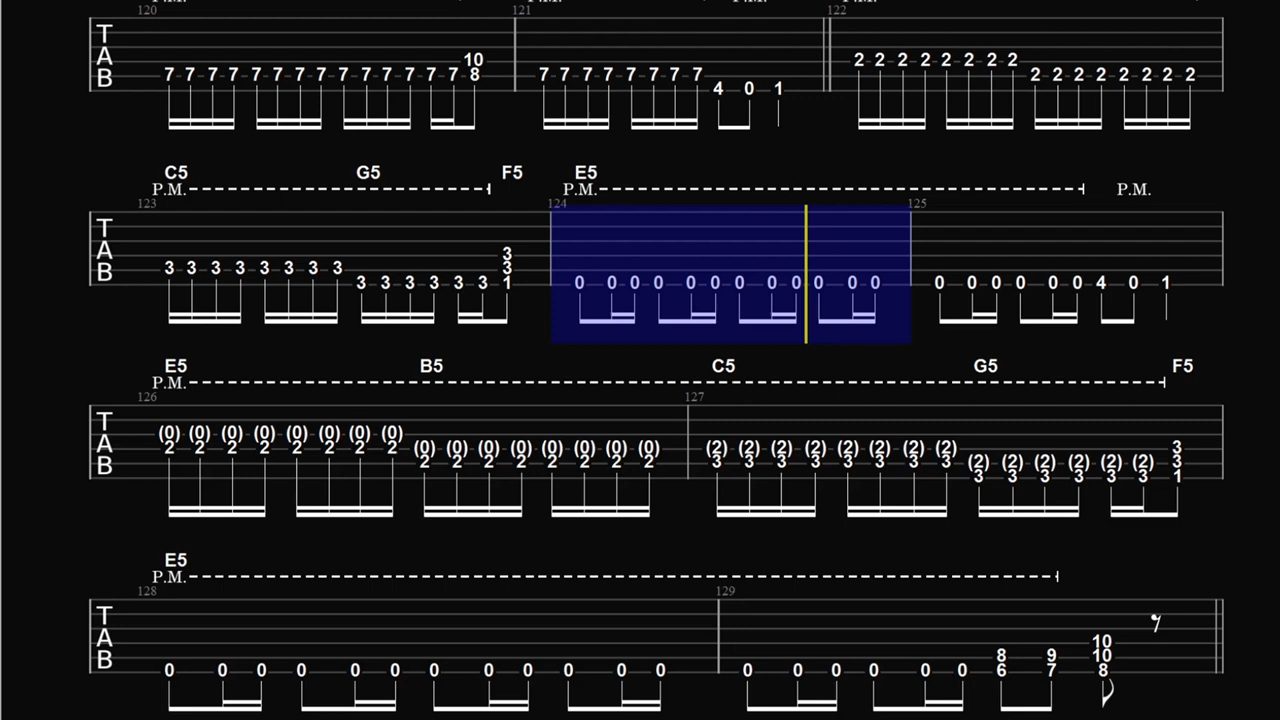 120 121 122
T A B
10
2 2 2 2 2 2 2 2
7 7 7 7 7 7 7 7 7 7 7 7 7 7 8 7 7 7 7 7 7 7 7 2 2 2 2 2 2 2 2
4 0 1
C5 G5 F5 E5
P.M. P.M. P.M.
123 124 125
T A B
3
3 3 3 3 3 3 3 3 3
3 3 3 3 3 3 1 0 0 0 0 0 0 0 0 0 0 0 0 0 0 0 0 0 0 4 0 1
E5 B5 C5 G5 F5
P.M.
126 127
T A B
(0) (0) (0) (0) (0) (0) (0) (0)
2 2 2 2 2 2 2 2 (0) (0) (0) (0) (0) (0) (0) (0) (2) (2) (2) (2) (2) (2) (2) (2) 3
2 2 2 2 2 2 2 2 3 3 3 3 3 3 3 3 (2) (2) (2) (2) (2) (2) 3
3 3 3 3 3 3 1
E5
P.M.
128 129
T A B
10
8 9 10
0 0 0 0 0 0 0 0 0 0 0 0 0 0 0 0 0 0 6 7 8